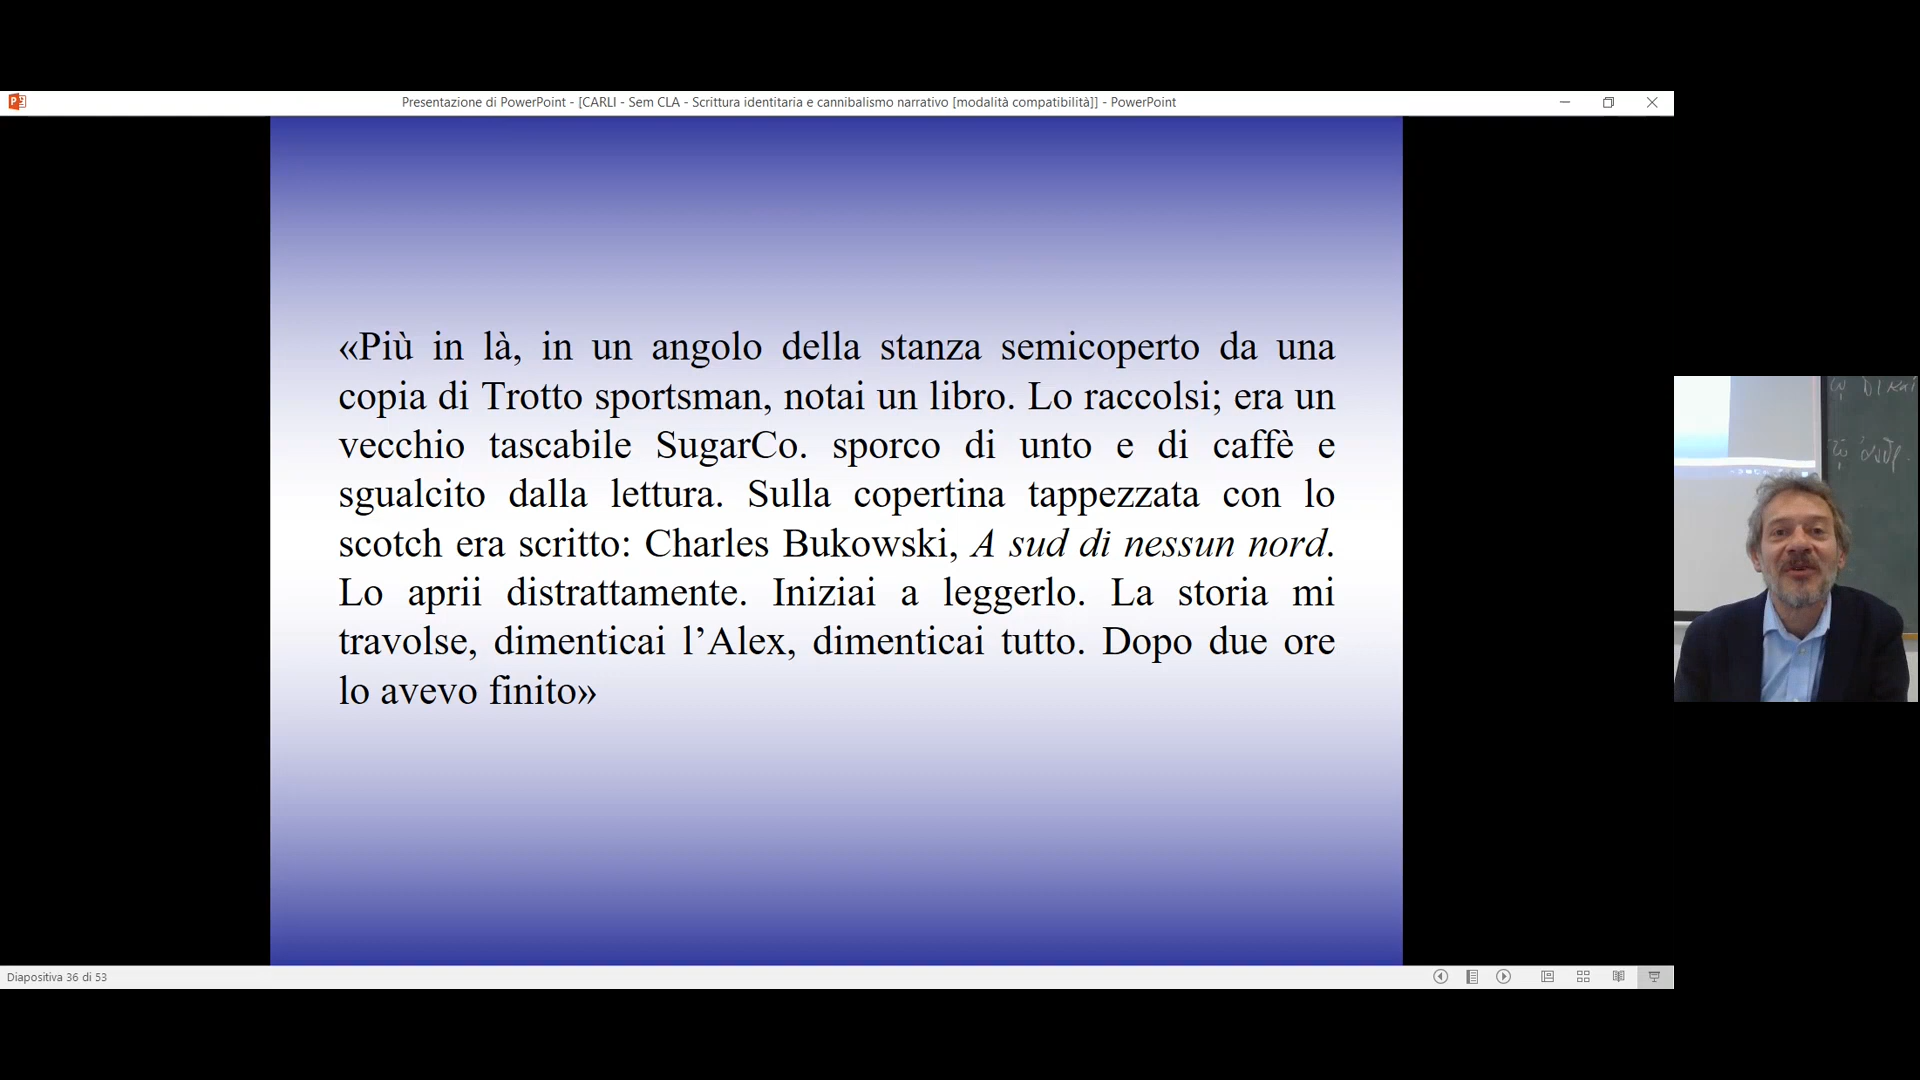 Presentazione di PowerPoint - [CARLI - Sem CLA - Scrittura identitaria e cannibalismo narrativo [modalità compatibilità]] - PowerPoint
«Più in là, in un angolo della stanza semicoperto da una
copia di Trotto sportsman, notai un libro. Lo raccolsi; era un
vecchio tascabile SugarCo. sporco di unto e di caffè e
sgualcito dalla lettura. Sulla copertina tappezzata con lo
scotch era scritto: Charles Bukowski, A sud di nessun nord.
Lo aprii distrattamente. Iniziai a leggerlo. La storia mi
travolse, dimenticai l’Alex, dimenticai tutto. Dopo due ore
lo avevo finito»
Diapositiva 36 di 53